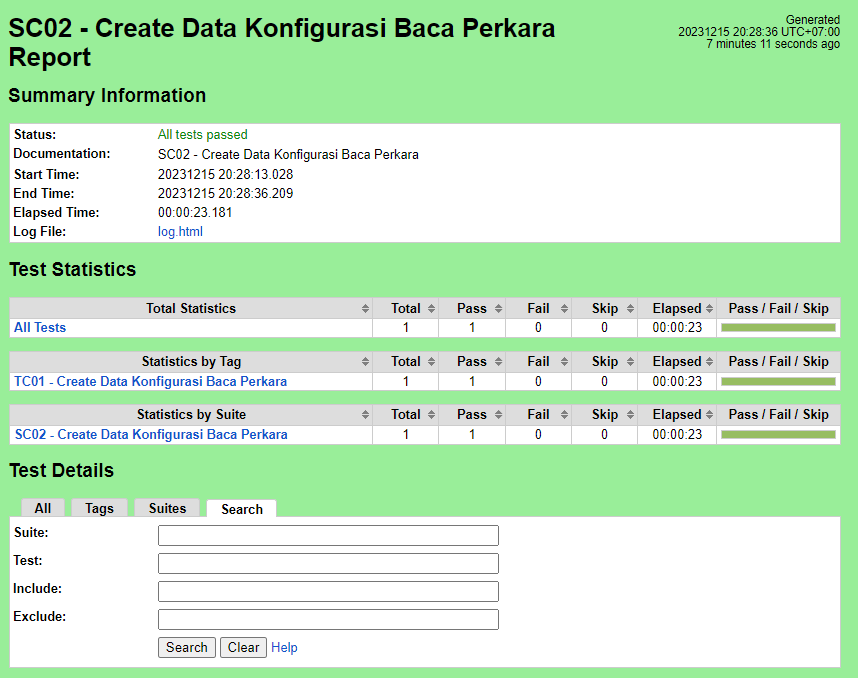 SC02 - Create Data Konfigurasi Baca Perkara
Report
Generated
20231215 20:28:36 UTC+07:00
7 minutes 11 seconds ago
Summary Information
Status: All tests passed
Documentation: SC02 - Create Data Konfigurasi Baca Perkara
Start Time: 20231215 20:28:13.028
End Time: 20231215 20:28:36.209
Elapsed Time: 00:00:23.181
Log File: log.html
Test Statistics
Total Statistics Total Pass Fail Skip Elapsed Pass / Fail / Skip
All Tests 1 1 0 0 00:00:23
Statistics by Tag Total Pass Fail Skip Elapsed Pass / Fail / Skip
TC01 - Create Data Konfigurasi Baca Perkara 1 1 0 0 00:00:23
Statistics by Suite Total Pass Fail Skip Elapsed Pass / Fail / Skip
SC02 - Create Data Konfigurasi Baca Perkara 1 1 0 0 00:00:23
Test Details
All Tags Suites Search
Suite:
Test:
Include:
Exclude:
Search Clear Help